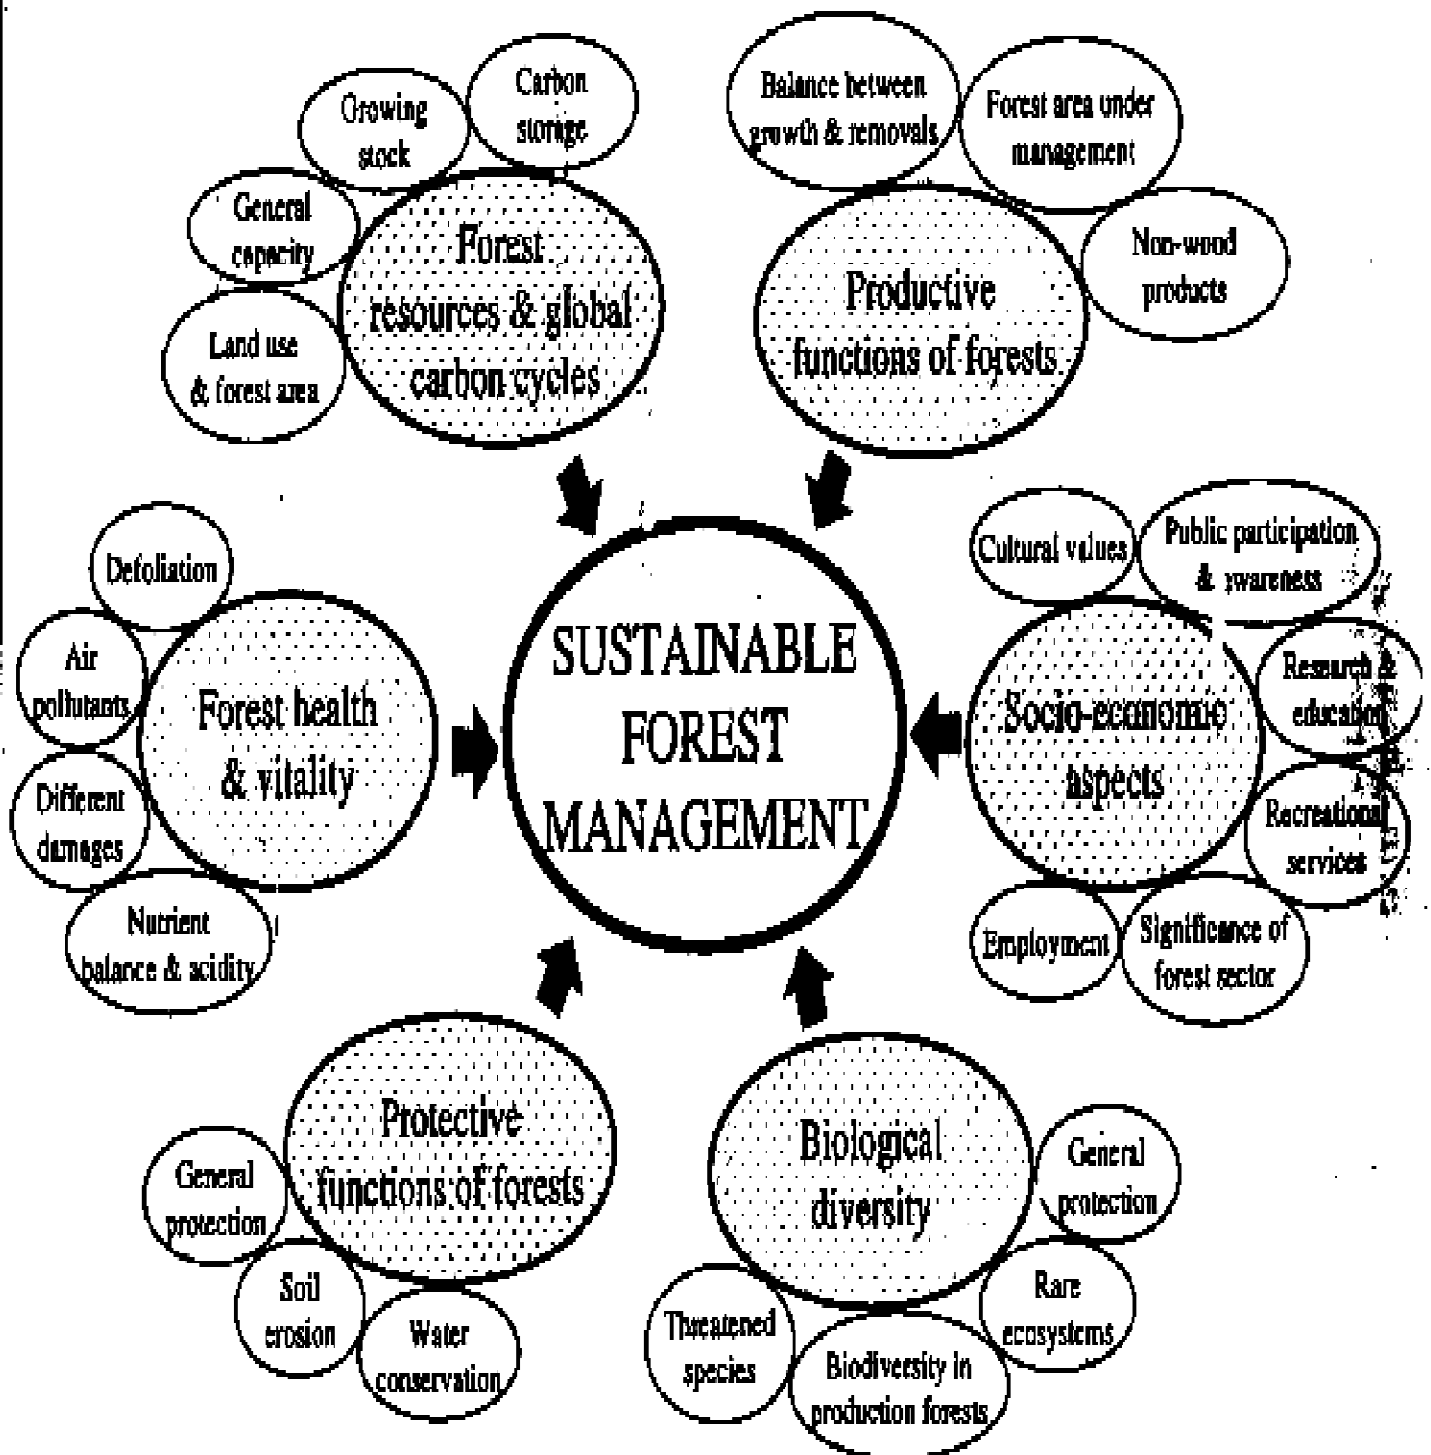 Carbon
storage
Growing
stock
General
capacity
Land use
& forest area
Forest
resources & global
carbon cycles
Balance between
growth & removals
Forest area under
management
Non-wood
products
Productive
functions of forests
Defoliation
Air
pollutants
Different
damages
Nutrient
balance & acidity
Forest health
& vitality
SUSTAINABLE
FOREST
MANAGEMENT
Cultural values
Public participation
& awareness
Research &
education
Recreational
services
Significance of
forest sector
Employment
Socio-economic
aspects
Protective
functions of forests
General
protection
Soil
erosion
Water
conservation
Biological
diversity
General
protection
Rare
ecosystems
Biodiversity in
production forests
Threatened
species